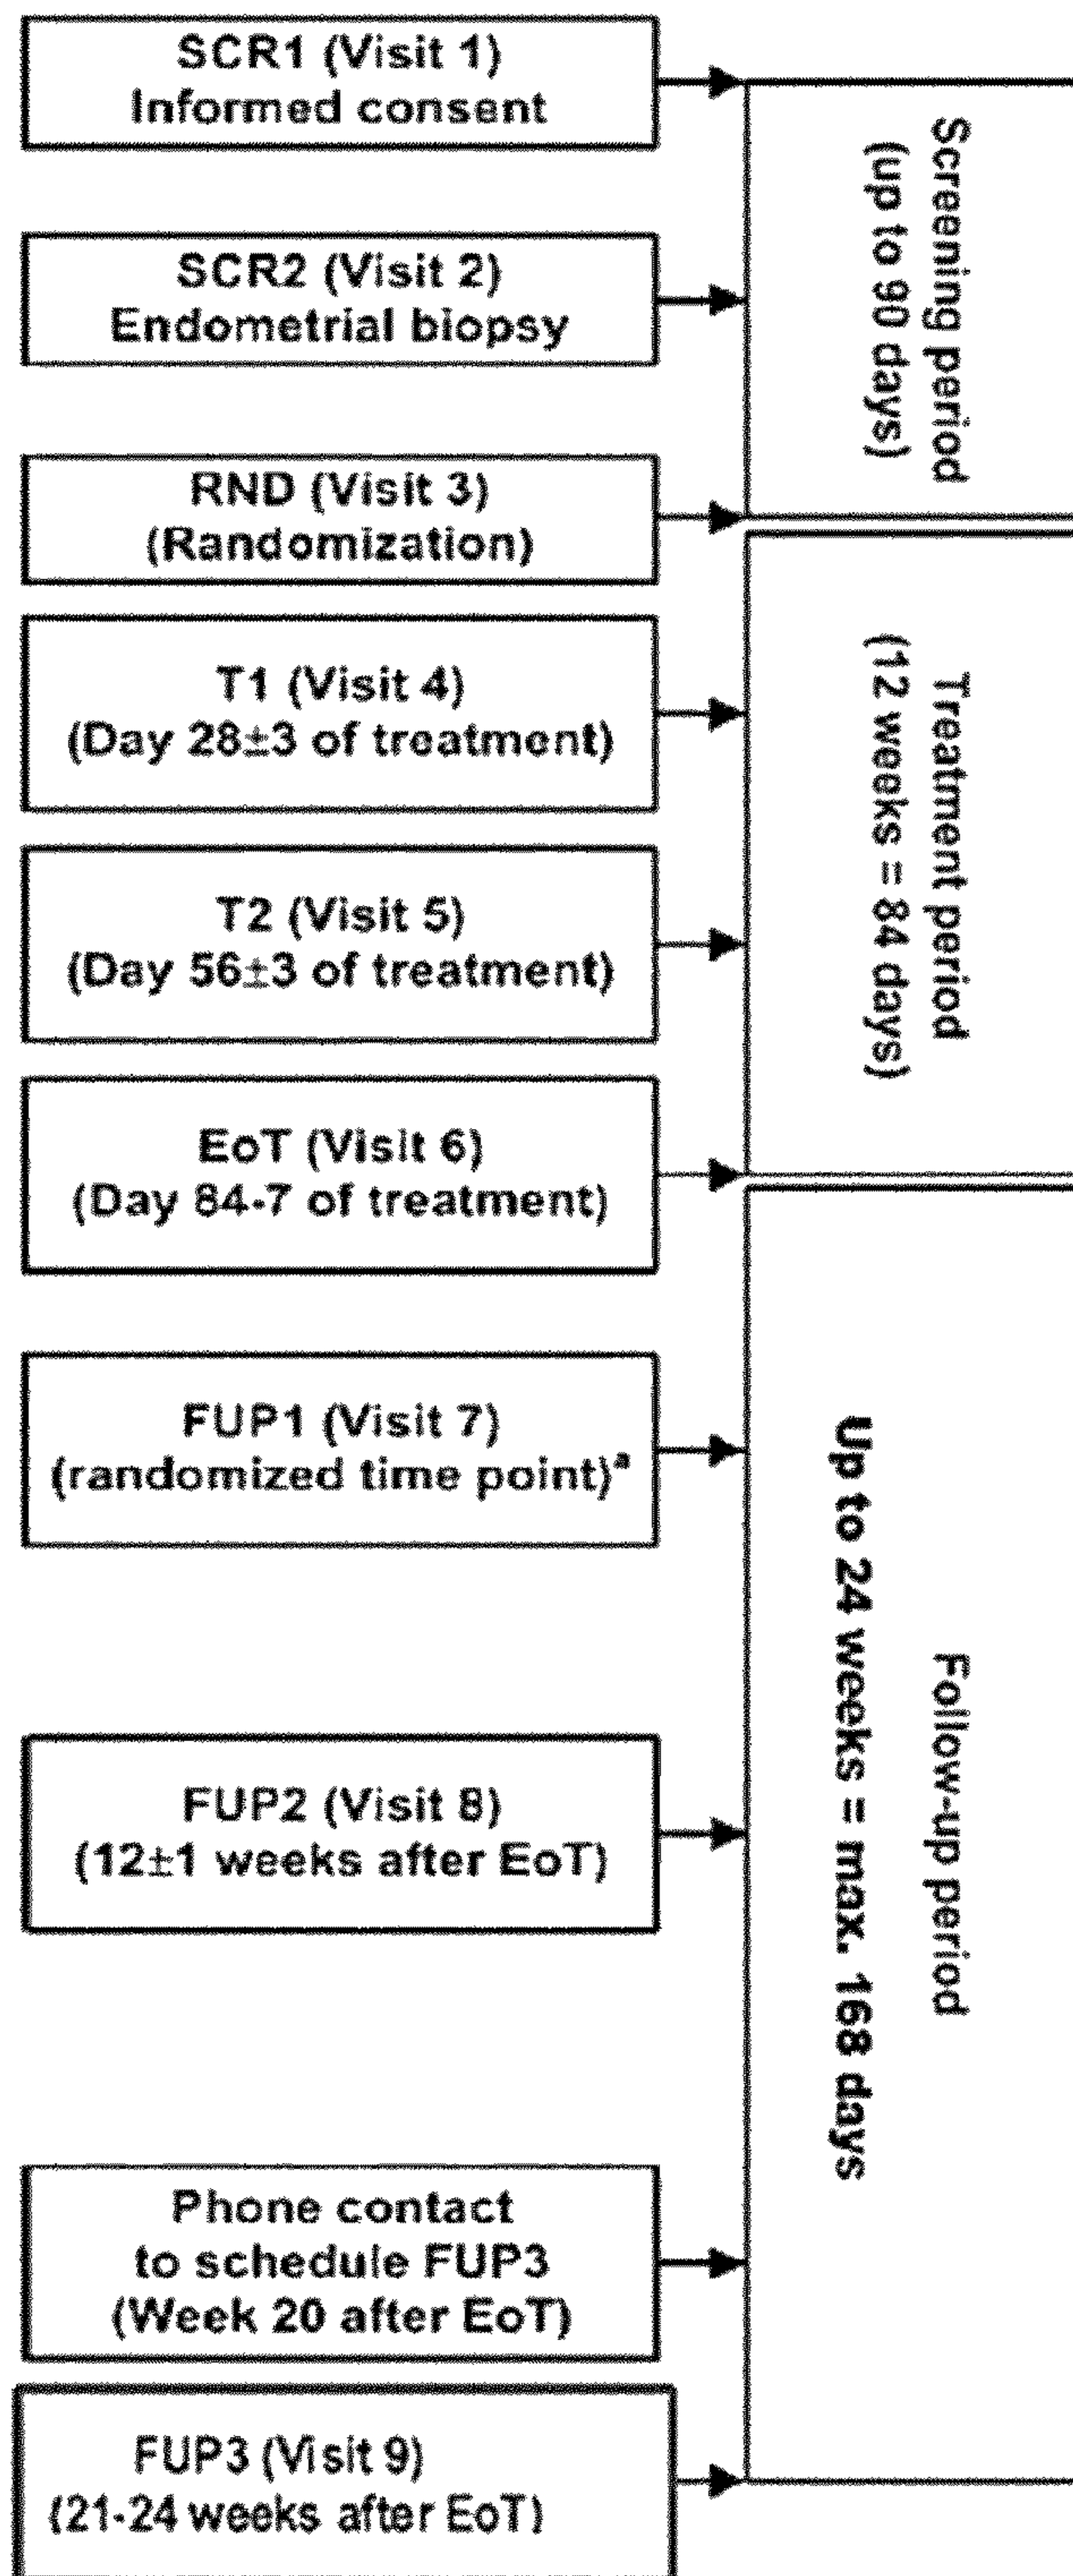 SCR1 (Visit 1)
Informed consent
SCR2 (Visit 2)
Endometrial biopsy
RND (Visit 3)
(Randomization)
T1 (Visit 4)
(Day 28±3 of treatment)
T2 (Visit 5)
(Day 56±3 of treatment)
EoT (Visit 6)
(Day 84-7 of treatment)
FUP1 (Visit 7)
(randomized time point)ª
FUP2 (Visit 8)
(12±1 weeks after EoT)
Phone contact
to schedule FUP3
(Week 20 after EoT)
FUP3 (Visit 9)
(21-24 weeks after EoT)
Screening period
(up to 90 days)
Treatment period
(12 weeks = 84 days)
Follow-up period
Up to 24 weeks = max. 168 days